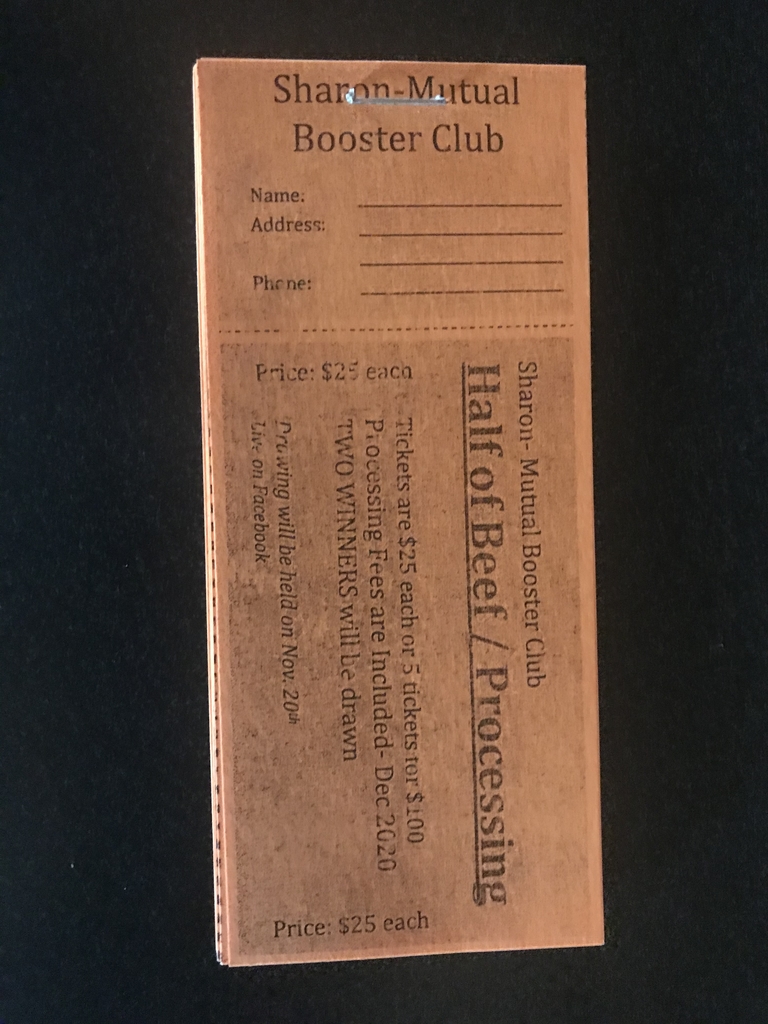 Sharon-Mutual
Booster Club
Name:
Address:
Phone:
Price: $25 each
Sharon- Mutual Booster Club
Half of Beef / Processing
Tickets are $25 each or 5 tickets for $100
Processing Fees are Included- Dec 2020
TWO WINNERS will be drawn
Drawing will be held on Nov. 20th
Live on Facebook
Price: $25 each